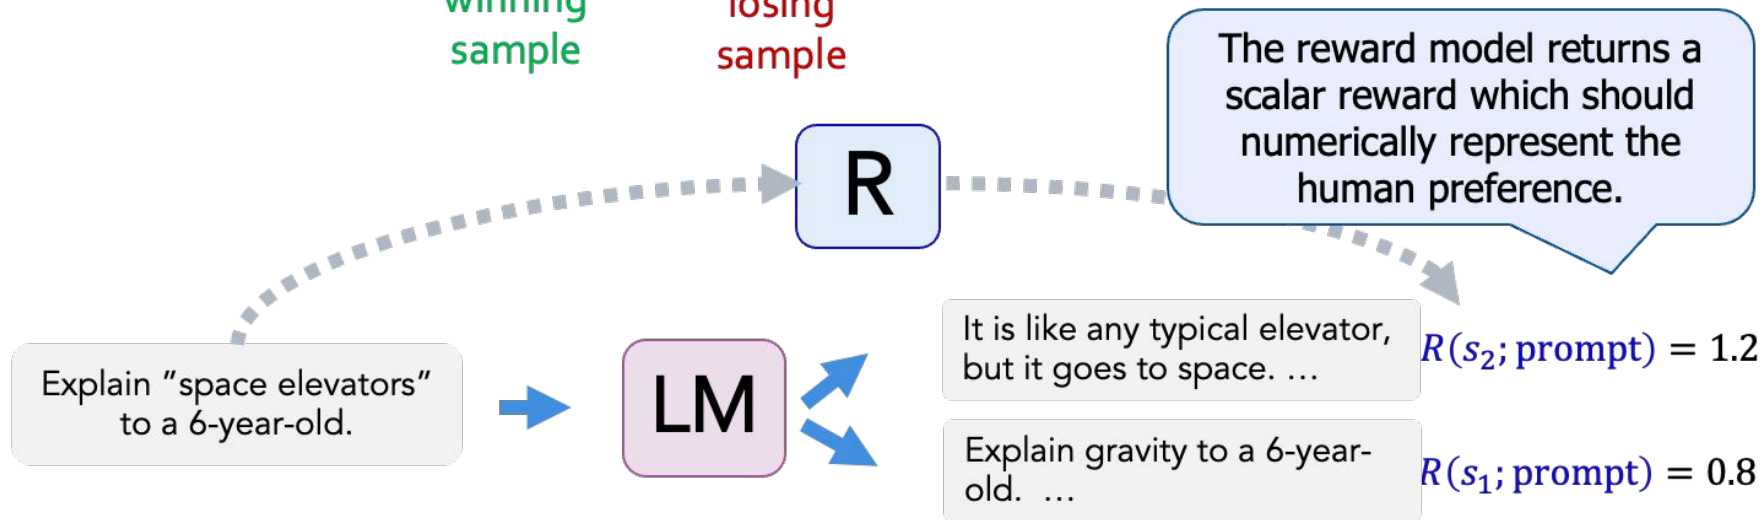 winning losing
sample sample
The reward model returns a
scalar reward which should
numerically represent the
human preference.
R
Explain "space elevators"
to a 6-year-old.
LM
It is like any typical elevator,
but it goes to space. ...
R(s₂; prompt) = 1.2
Explain gravity to a 6-year-
old. ...
R(s₁; prompt) = 0.8